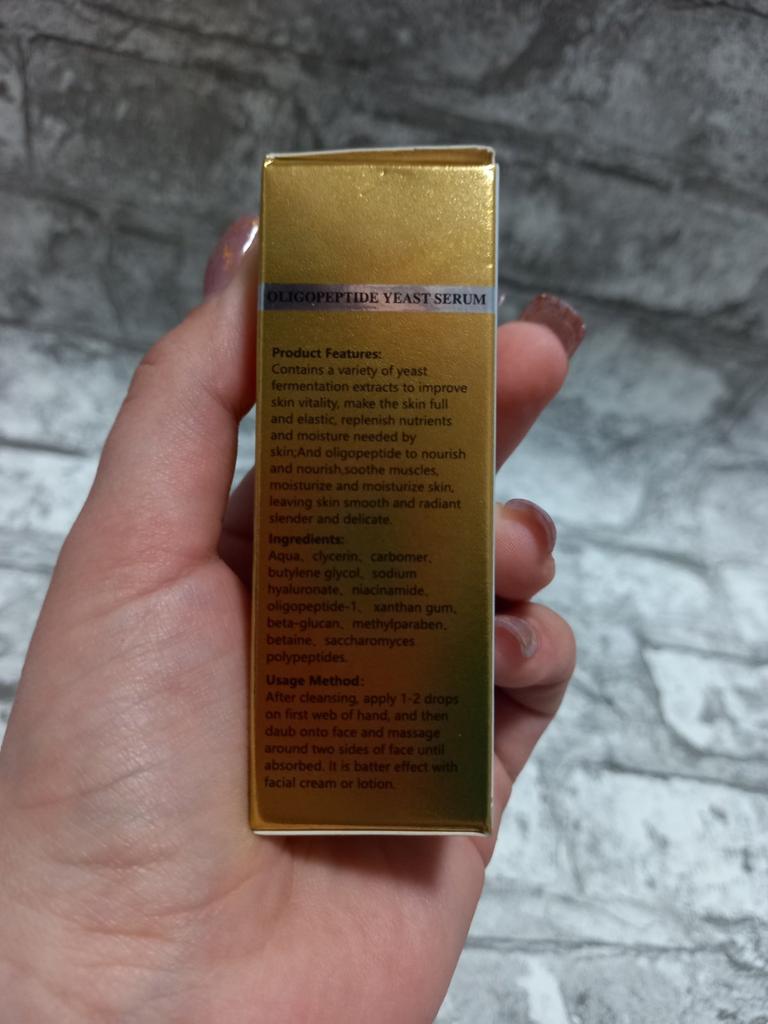 OLIGOPEPTIDE YEAST SERUM
Product Features:
Contains a variety of yeast
fermentation extracts to improve
skin vitality, make the skin full
and elastic, replenish nutrients
and moisture needed by
skin;And oligopeptide to nourish
and nourish,soothe muscles,
moisturize and moisturize skin,
leaving skin smooth and radiant
slender and delicate.
Ingredients:
Aqua、clycerin、carbomer、
butylene glycol、sodium
hyaluronate、niacinamide、
oligopeptide-1、 xanthan gum、
beta-glucan、methylparaben、
betaine、saccharomyces
polypeptides.
Usage Method:
After cleansing, apply 1-2 drops
on first web of hand, and then
daub onto face and massage
around two sides of face until
absorbed. It is batter effect with
facial cream or lotion.